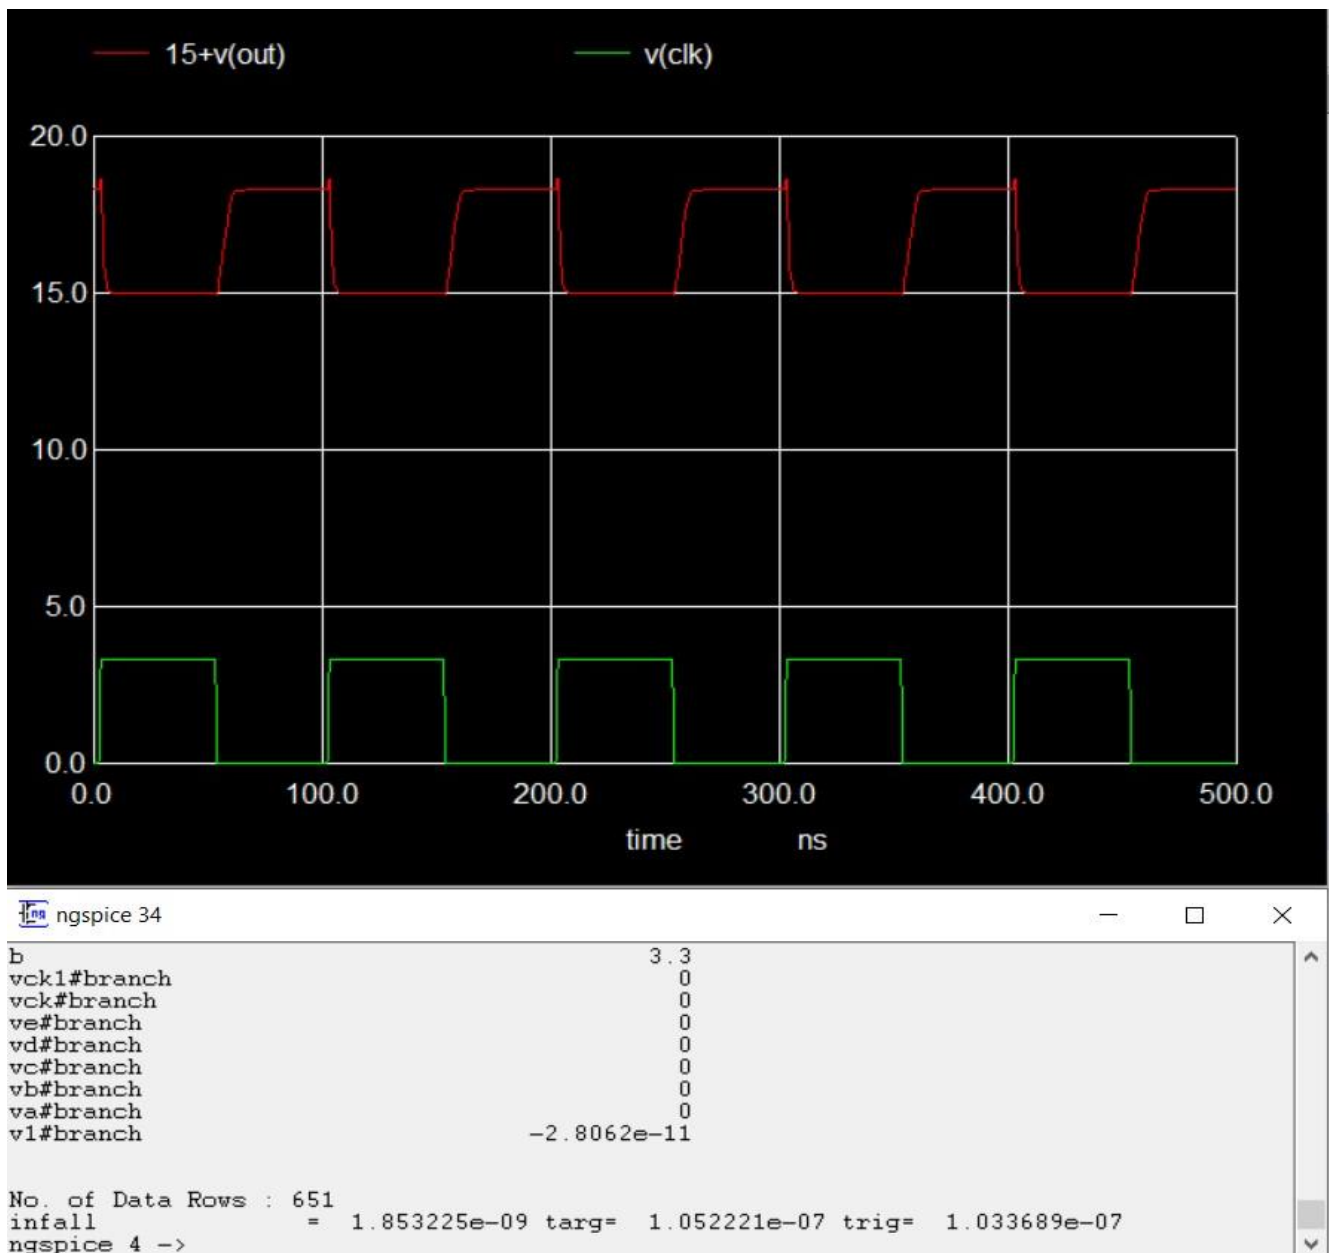 15+v(out) v(clk)
20.0
15.0
10.0
5.0
0.0
0.0 100.0 200.0 300.0 400.0 500.0
time ns
ngspice 34
b 3.3
vck1#branch 0
vck#branch 0
ve#branch 0
vd#branch 0
vc#branch 0
vb#branch 0
va#branch 0
v1#branch -2.8062e-11
No. of Data Rows : 651
infall = 1.853225e-09 targ= 1.052221e-07 trig= 1.033689e-07
ngspice 4 ->